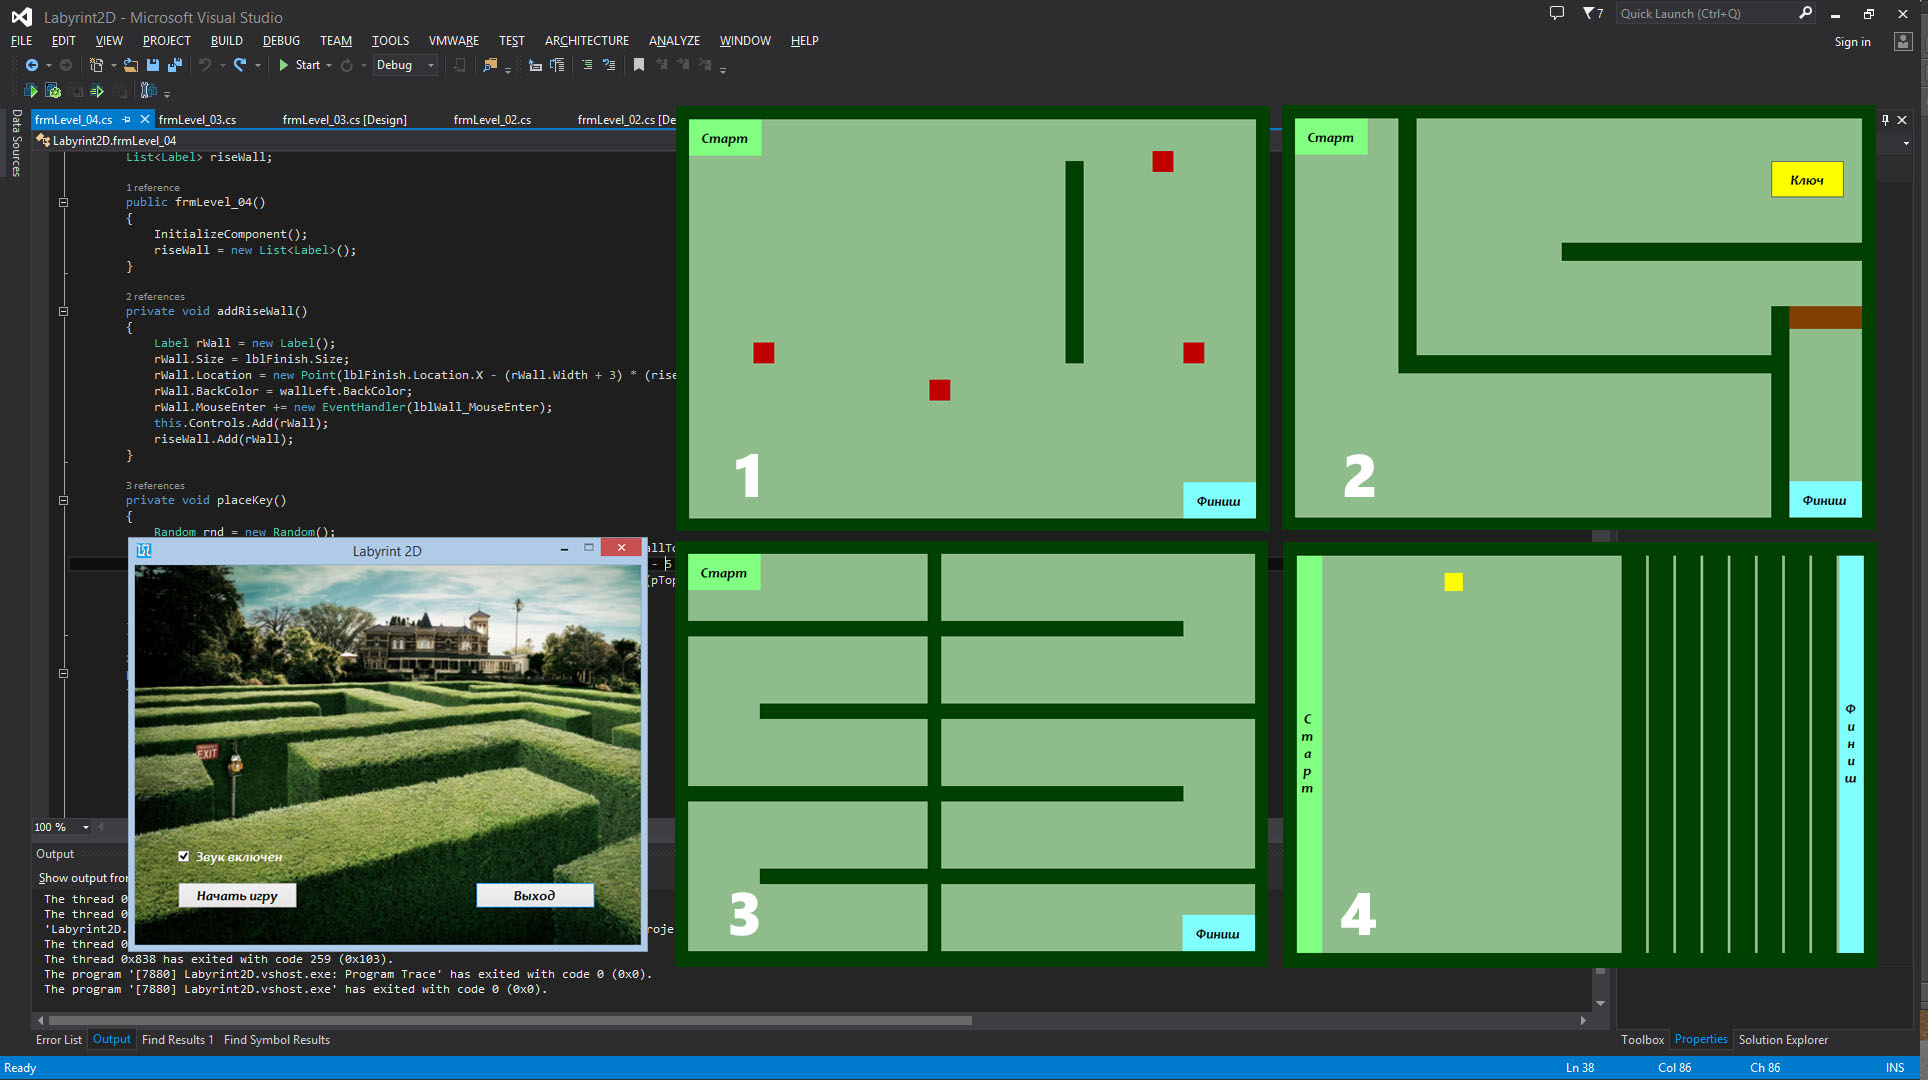 Labyrint2D - Microsoft Visual Studio
7
Quick Launch (Ctrl+Q)
FILE EDIT VIEW PROJECT BUILD DEBUG TEAM TOOLS VMWARE TEST ARCHITECTURE ANALYZE WINDOW HELP
Sign in
Start
Debug
Data Sources
frmLevel_04.cs frmLevel_03.cs frmLevel_03.cs [Design] frmLevel_02.cs frmLevel_02.cs [De
Labyrint2D.frmLevel_04
List<Label> riseWall;
1 reference
public frmLevel_04()
{
InitializeComponent();
riseWall = new List<Label>();
}
2 references
private void addRiseWall()
{
Label rWall = new Label();
rWall.Size = lblFinish.Size;
rWall.Location = new Point(lblFinish.Location.X - (rWall.Width + 3) * (rise
rWall.BackColor = wallLeft.BackColor;
rWall.MouseEnter += new EventHandler(lblWall_MouseEnter);
this.Controls.Add(rWall);
riseWall.Add(rWall);
}
3 references
private void placeKey()
{
Random rnd = new Random();
allTo
- 5
(pTop
Labyrint 2D
EXIT
Звук включен
Начать игру
Выход
Старт
1
Финиш
Старт
Ключ
2
Финиш
Старт
3
Финиш
Старт
4
Финиш
100 %
Output
Show output from
The thread 0
The thread 0
'Labyrint2D.
roje
The thread 0
The thread 0x838 has exited with code 259 (0x103).
The program '[7880] Labyrint2D.vshost.exe: Program Trace' has exited with code 0 (0x0).
The program '[7880] Labyrint2D.vshost.exe' has exited with code 0 (0x0).
Error List Output Find Results 1 Find Symbol Results
Toolbox Properties Solution Explorer
Ready
Ln 38 Col 86 Ch 86 INS